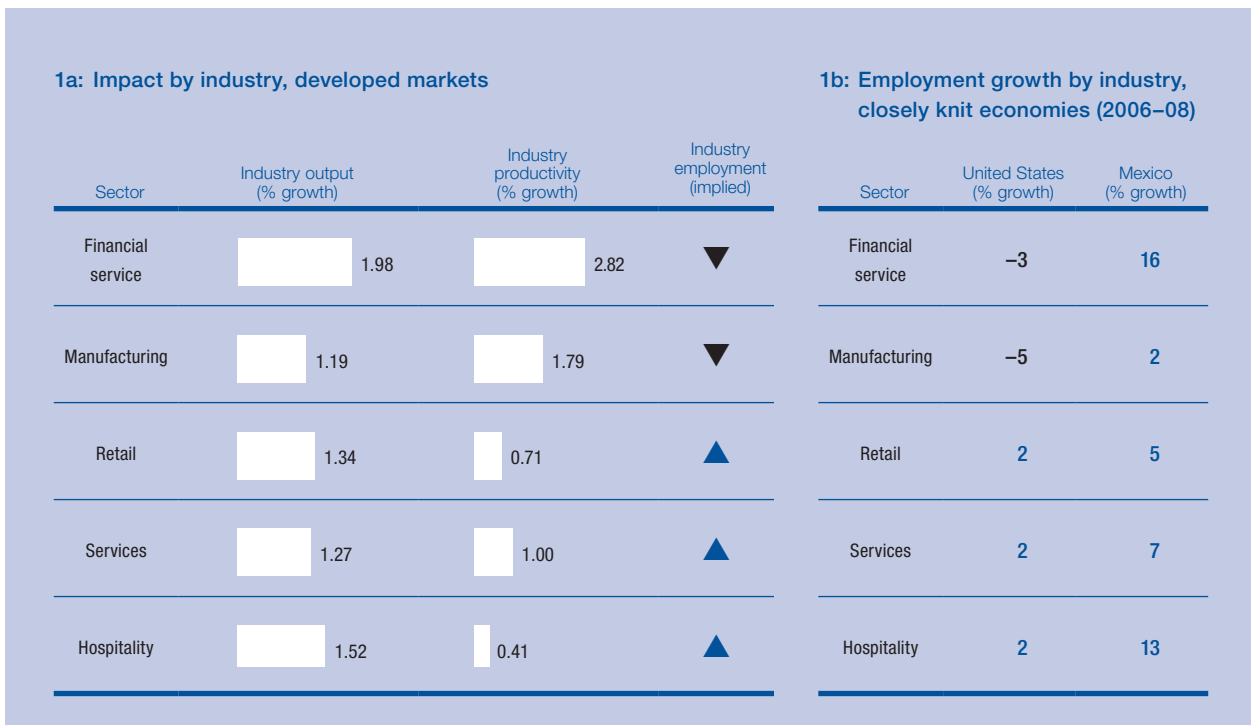 1a: Impact by industry, developed markets
Sector
Industry output
(% growth)
Industry
productivity
(% growth)
Industry
employment
(implied)
Financial
service
1.98
2.82
Manufacturing
1.19
1.79
Retail
1.34
0.71
Services
1.27
1.00
Hospitality
1.52
0.41
1b: Employment growth by industry,
closely knit economies (2006–08)
Sector
United States
(% growth)
Mexico
(% growth)
Financial
service
–3
16
Manufacturing
–5
2
Retail
2
5
Services
2
7
Hospitality
2
13